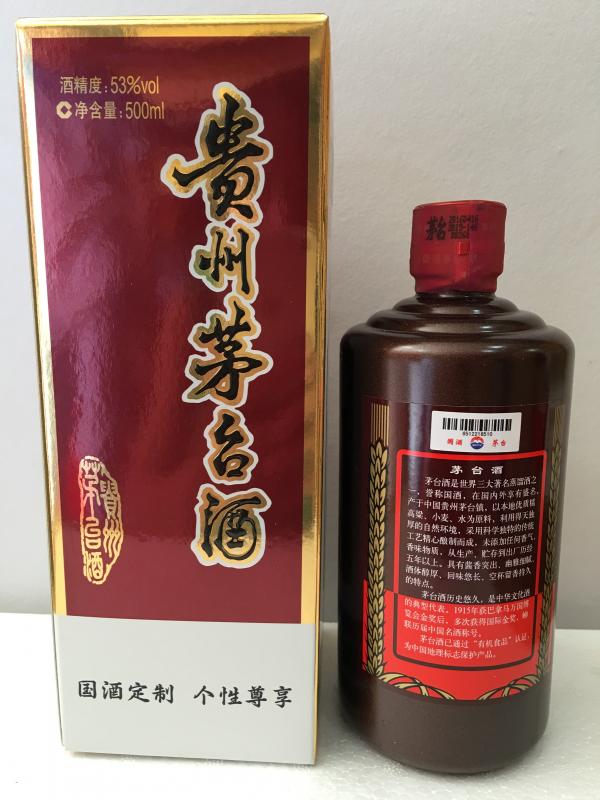 酒精度:53%vol
净含量:500ml
貴州茅台酒
貴州
茅台酒
国酒定制 个性尊享
茅台
0512218510
國酒 茅台
茅台酒
茅台酒是世界三大著名蒸馏酒之
一，誉称国酒，在国内外享有盛名，
产于中国贵州茅台镇，以本地优质糯
高粱、小麦、水为原料，利用得天独
厚的自然环境，采用科学独特的传统
工艺精心酿制而成，未添加任何香气、
香味物质，从生产、贮存到出厂历经
五年以上。具有酱香突出、幽雅细腻、
酒体醇厚、回味悠长、空杯留香持久
的特点。
茅台酒历史悠久，是中华文化酒
的典型代表。1915年获巴拿马万国博
览会金奖后，多次获得国际金奖，蝉
联历届中国名酒称号。
茅台酒已通过“有机食品”认证，
为中国地理标志保护产品。